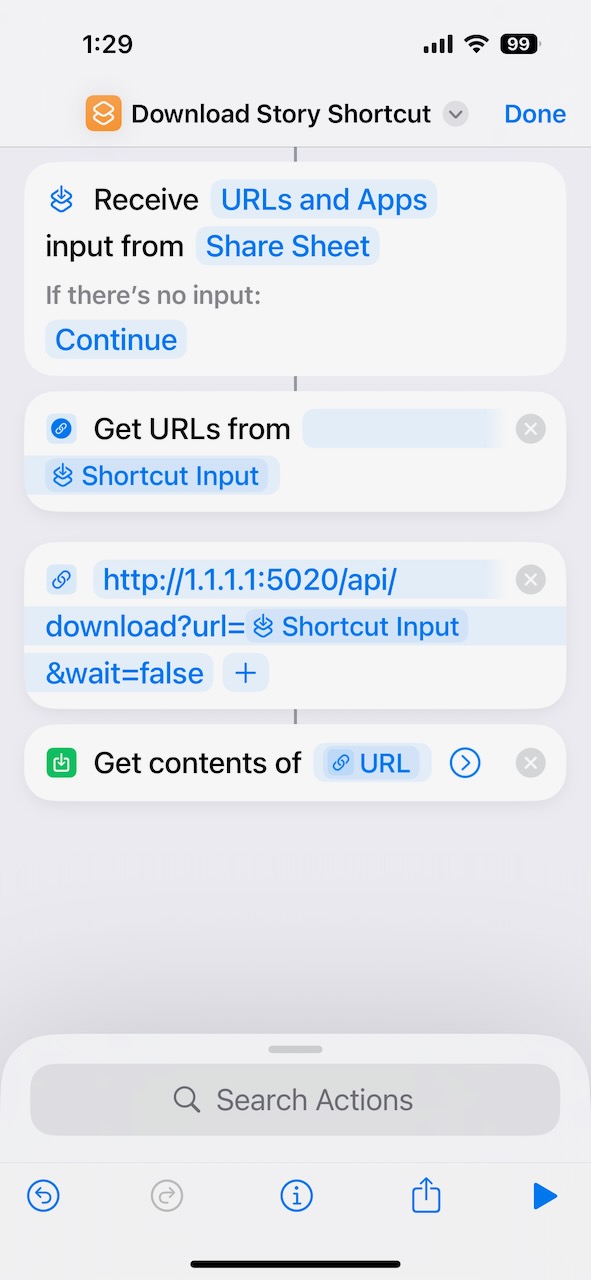 1:29
99
Download Story Shortcut
Done
Receive URLs and Apps
input from Share Sheet
If there’s no input:
Continue
Get URLs from
Shortcut Input
http://1.1.1.1:5020/api/
download?url= Shortcut Input
&wait=false +
Get contents of URL
Search Actions